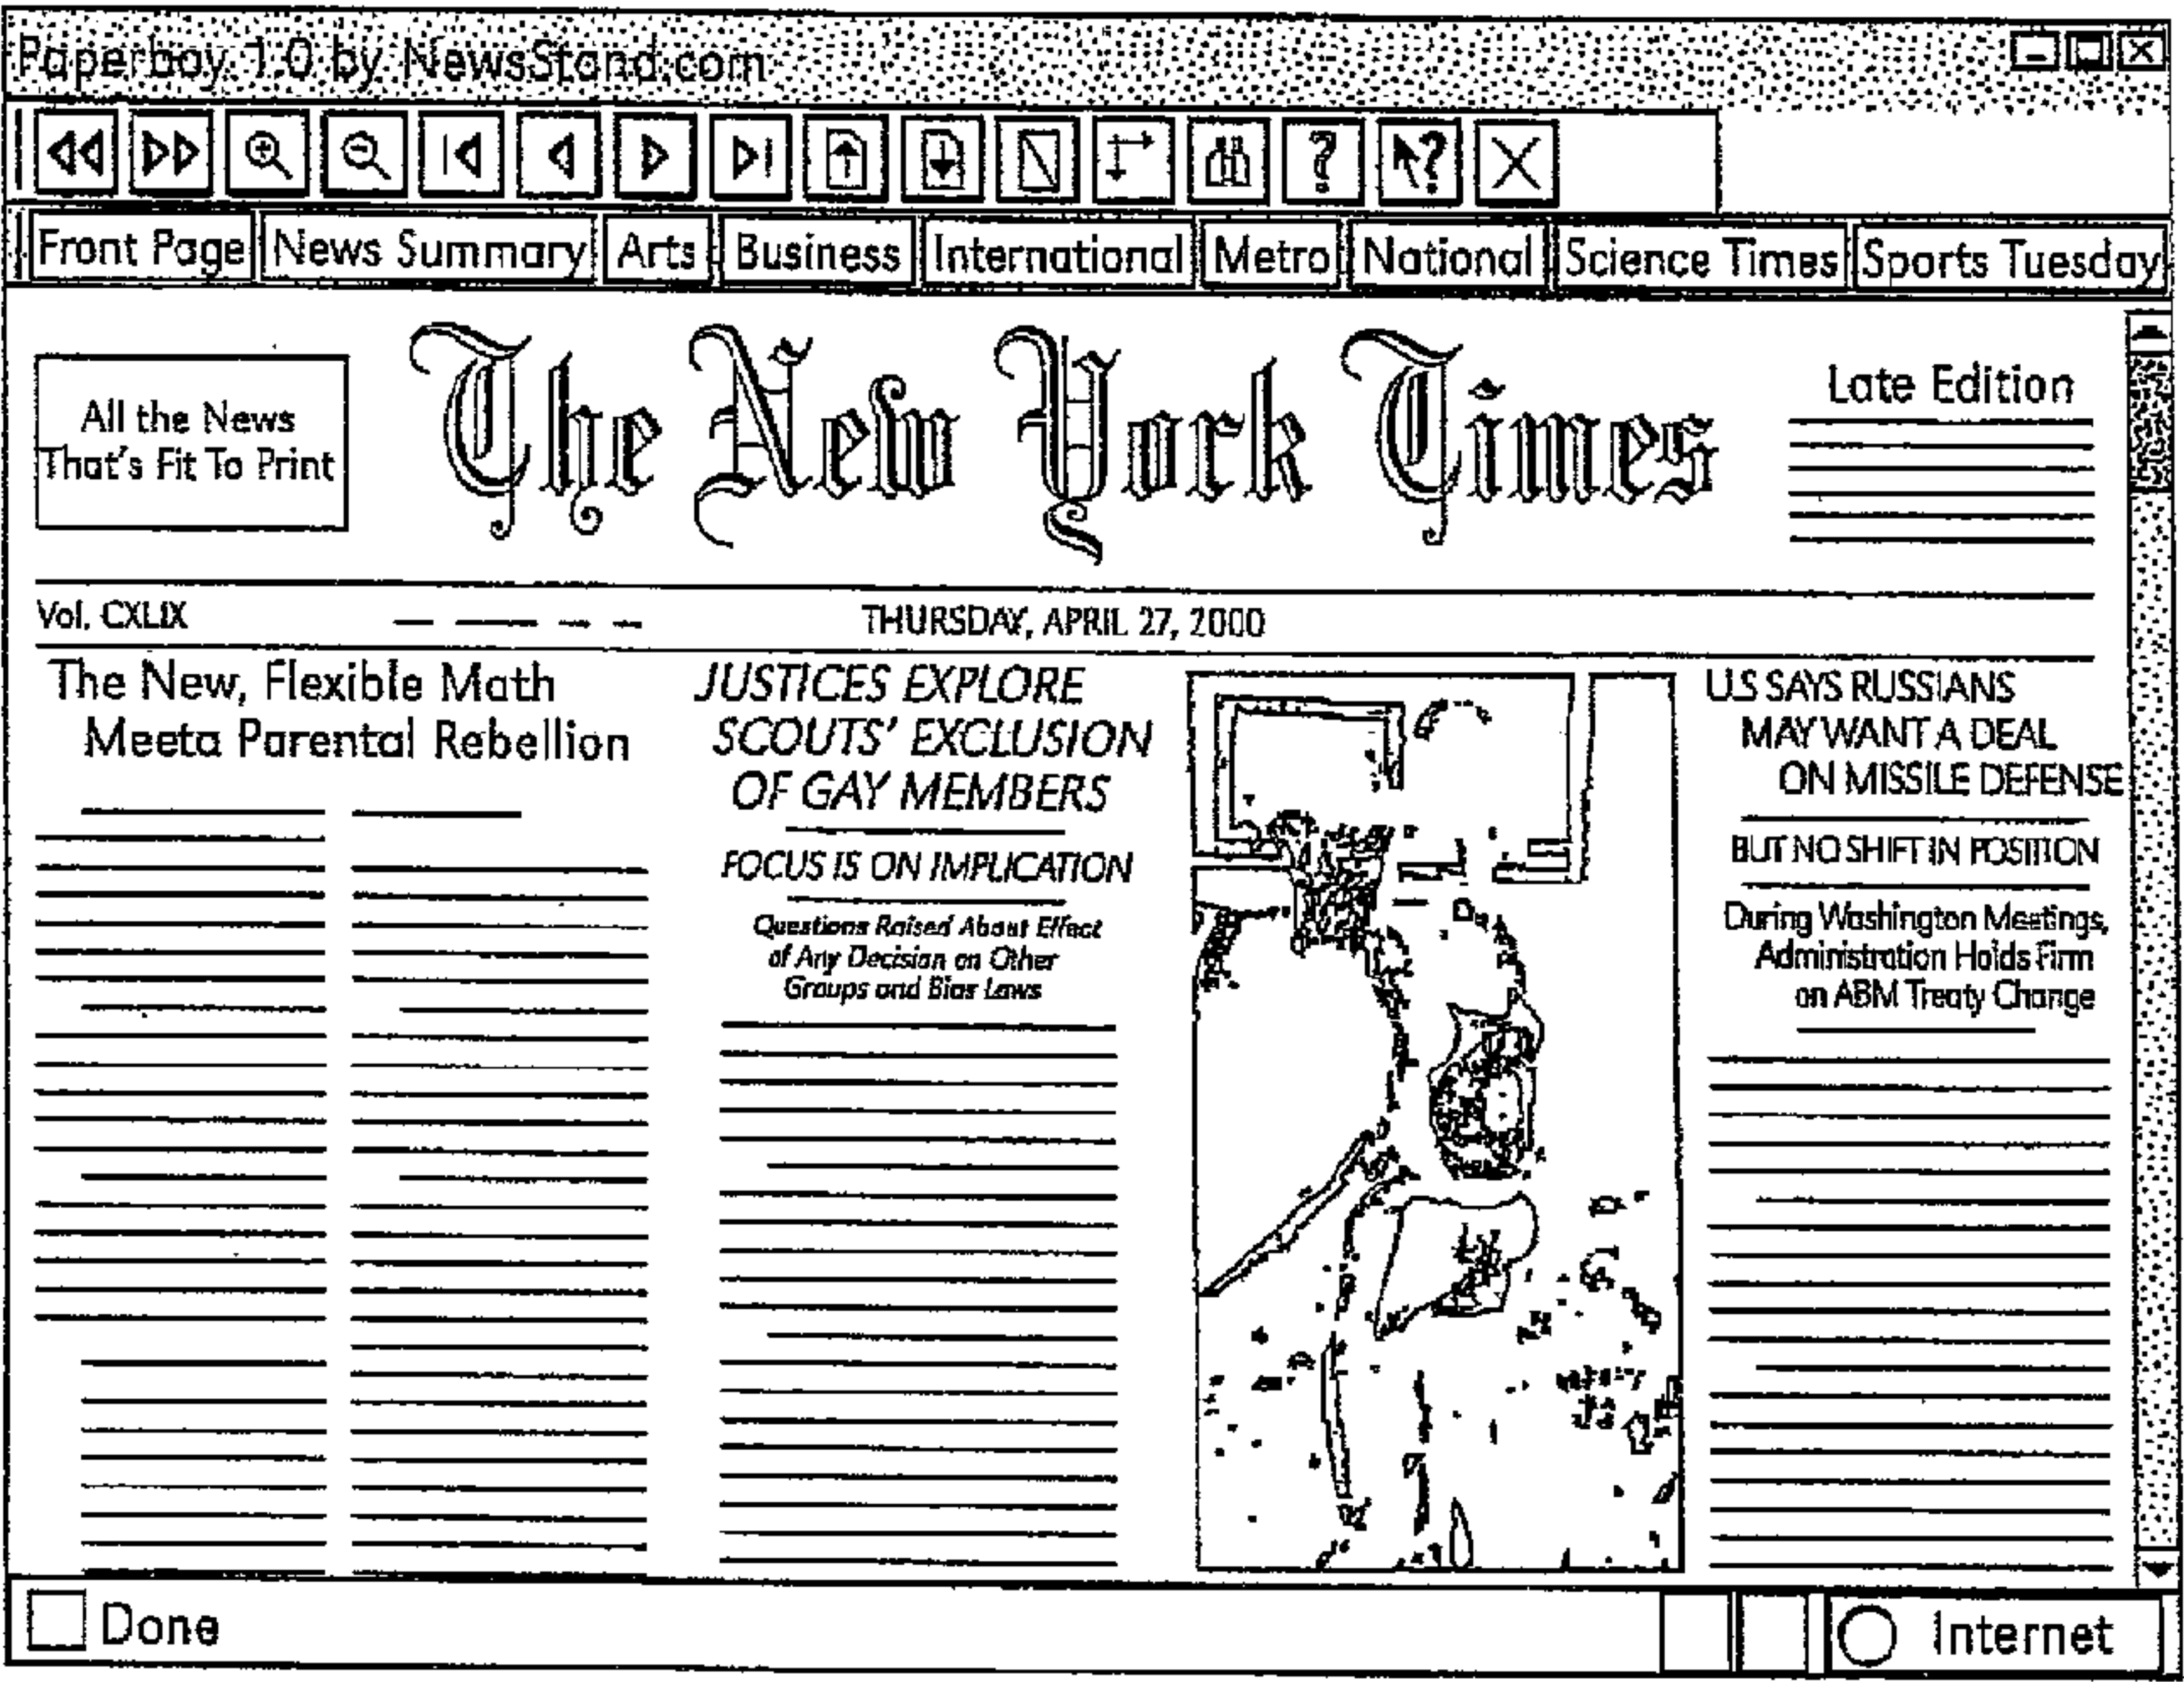 Paperboy 1.0 by NewsStand.com
Front Page News Summary Arts Business International Metro National Science Times Sports Tuesday
All the News
That's Fit To Print
The New York Times
Late Edition
Vol. CXLIX
THURSDAY, APRIL 27, 2000
The New, Flexible Math
Meeta Parental Rebellion
JUSTICES EXPLORE
SCOUTS' EXCLUSION
OF GAY MEMBERS
FOCUS IS ON IMPLICATION
Questions Raised About Effect
of Any Decision on Other
Groups and Bias Laws
U.S SAYS RUSSIANS
MAY WANT A DEAL
ON MISSILE DEFENSE
BUT NO SHIFT IN POSITION
During Washington Meetings,
Administration Holds Firm
on ABM Treaty Change
Done
Internet